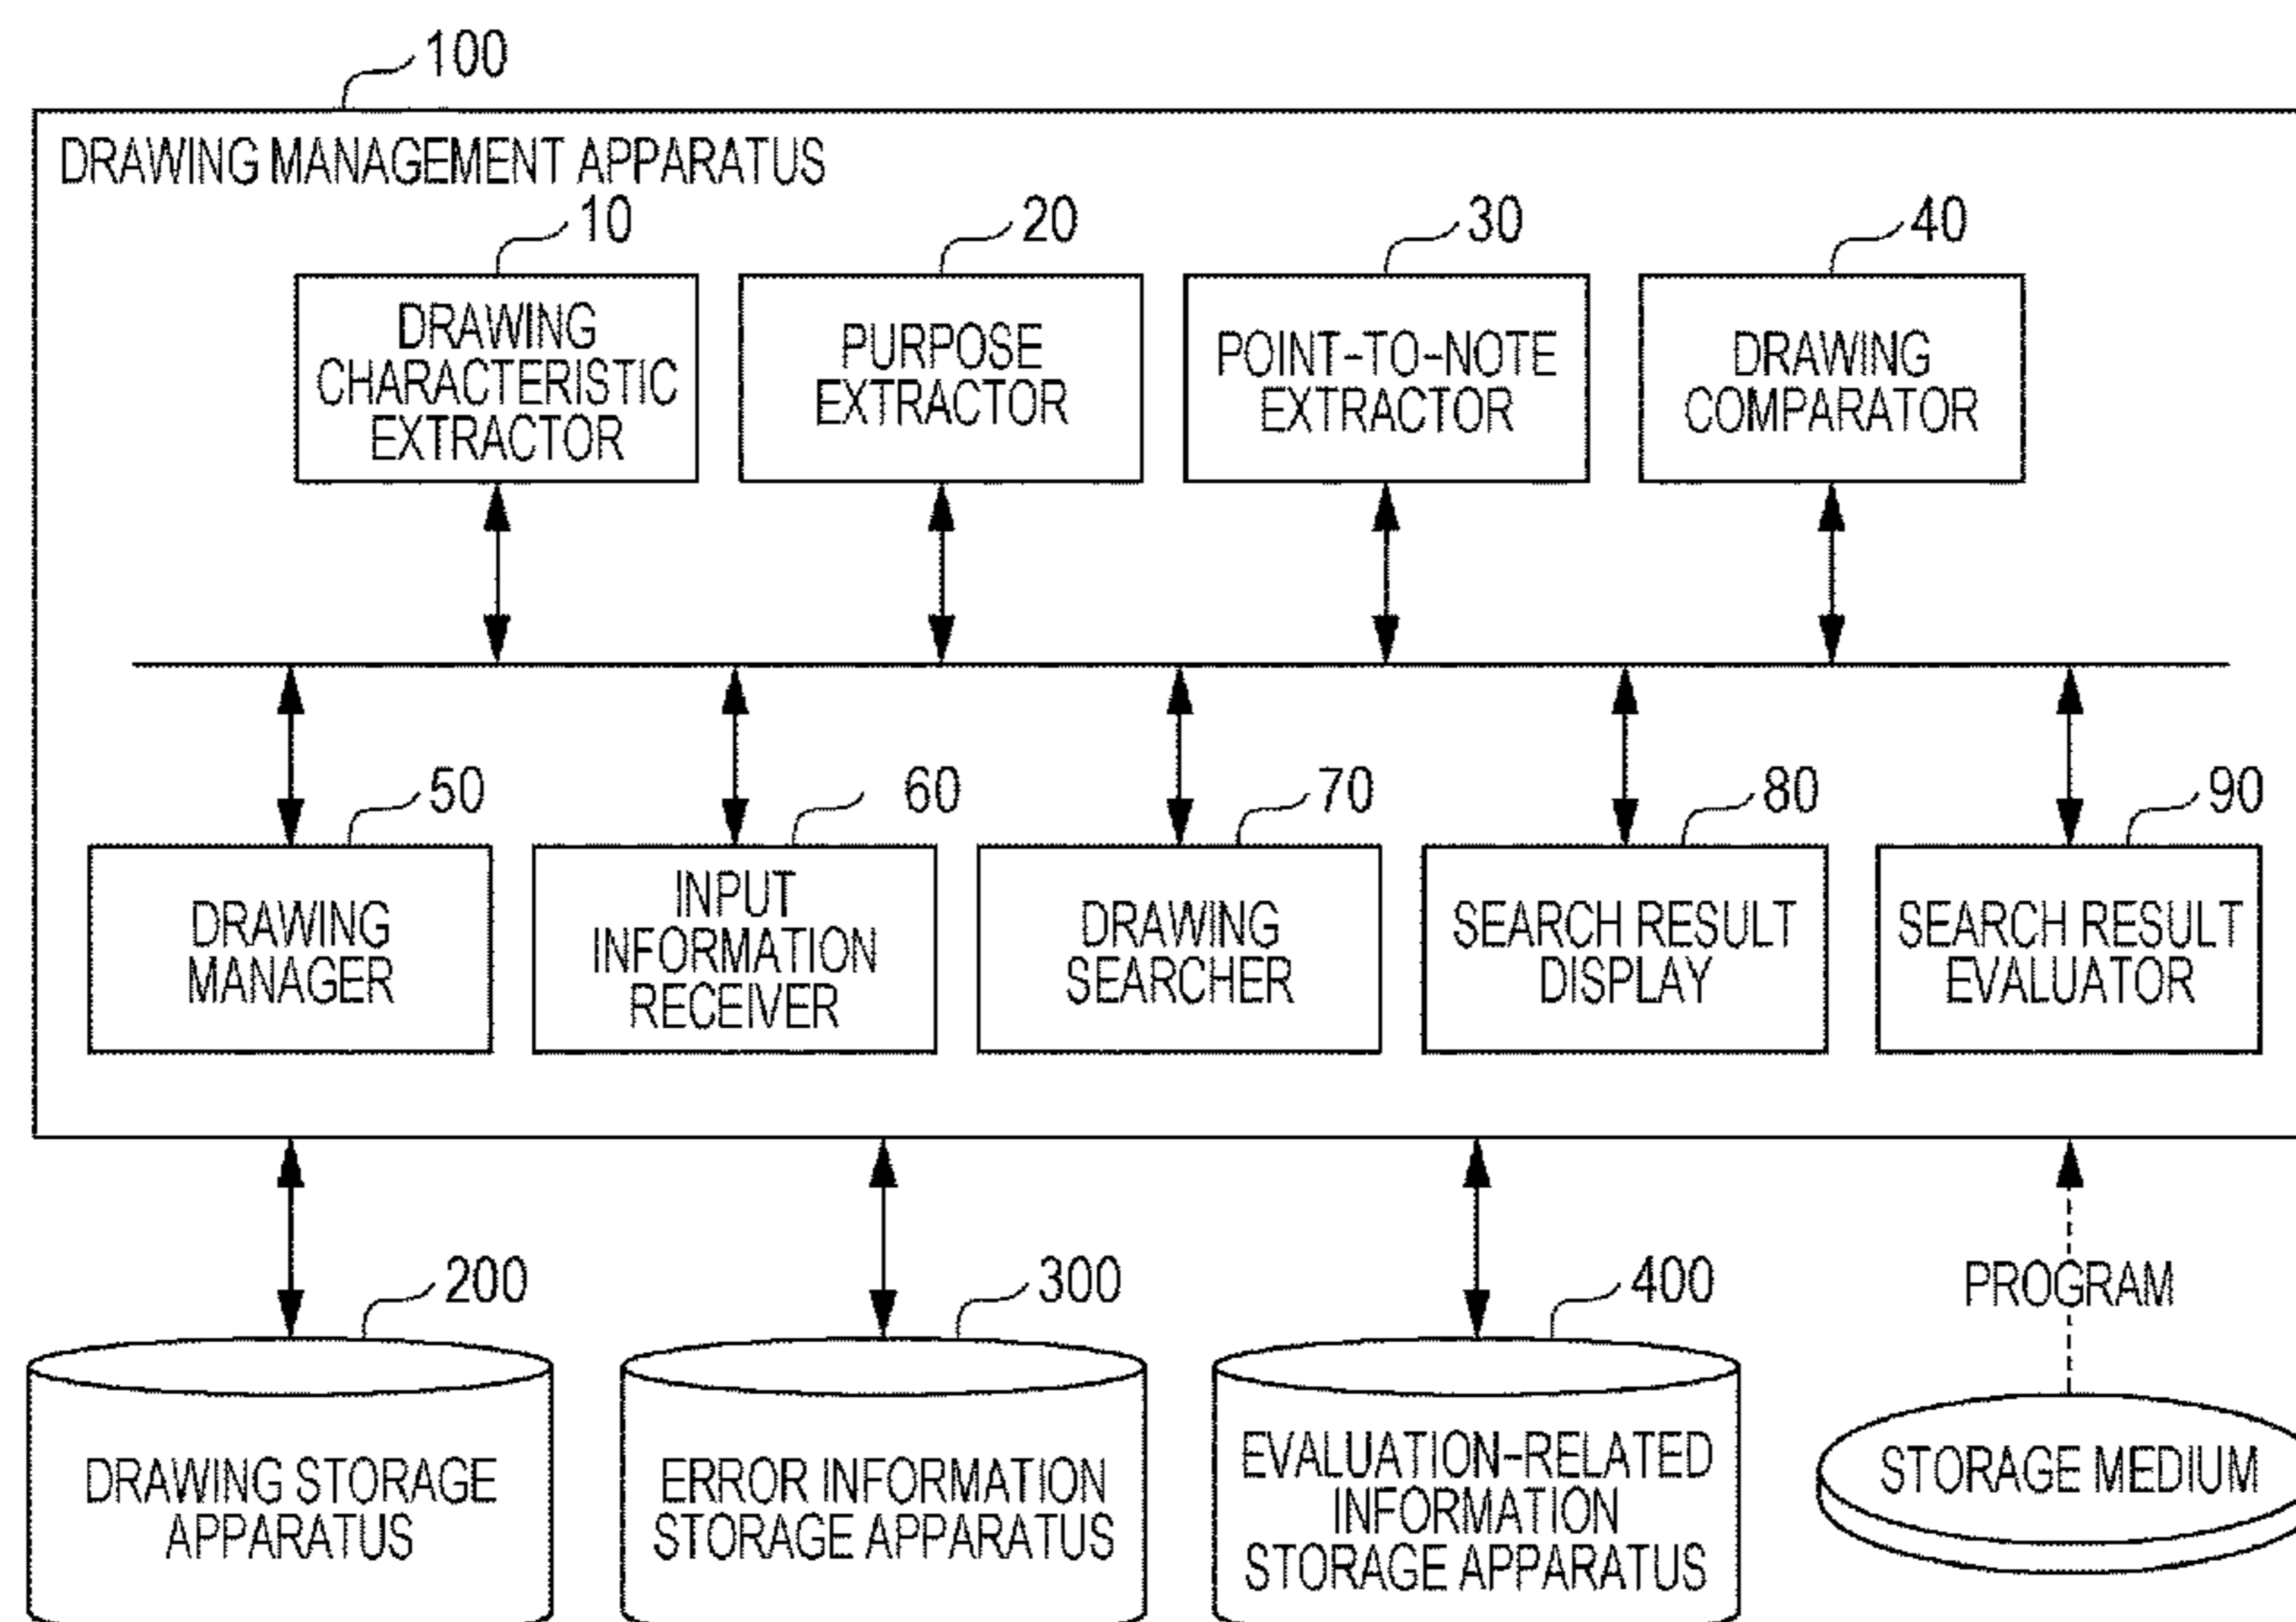 100
DRAWING MANAGEMENT APPARATUS
10
20
30
40
DRAWING
CHARACTERISTIC
EXTRACTOR
PURPOSE
EXTRACTOR
POINT-TO-NOTE
EXTRACTOR
DRAWING
COMPARATOR
50
60
70
80
90
DRAWING
MANAGER
INPUT
INFORMATION
RECEIVER
DRAWING
SEARCHER
SEARCH RESULT
DISPLAY
SEARCH RESULT
EVALUATOR
200
300
400
PROGRAM
DRAWING STORAGE
APPARATUS
ERROR INFORMATION
STORAGE APPARATUS
EVALUATION-RELATED
INFORMATION
STORAGE APPARATUS
STORAGE MEDIUM